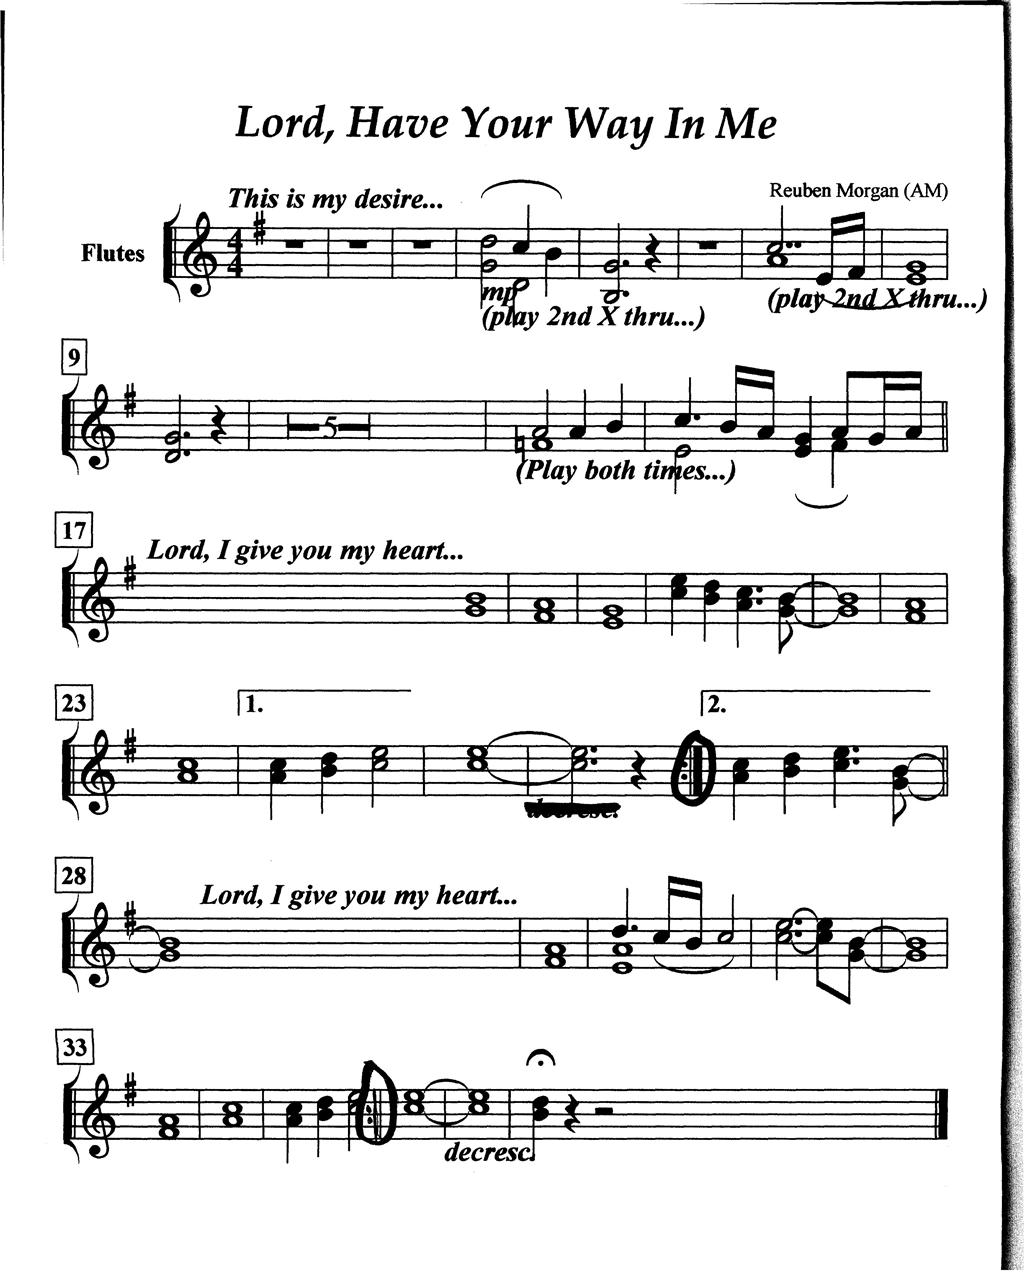 Lord, Have Your Way In Me
This is my desire...
Reuben Morgan (AM)
Flutes
4
4
mp
(play 2nd X thru...)
(play 2nd X thru...)
9
5
(Play both times...)
17
Lord, I give you my heart...
23
1.
2.
decresc.
28
Lord, I give you my heart...
33
decresc.